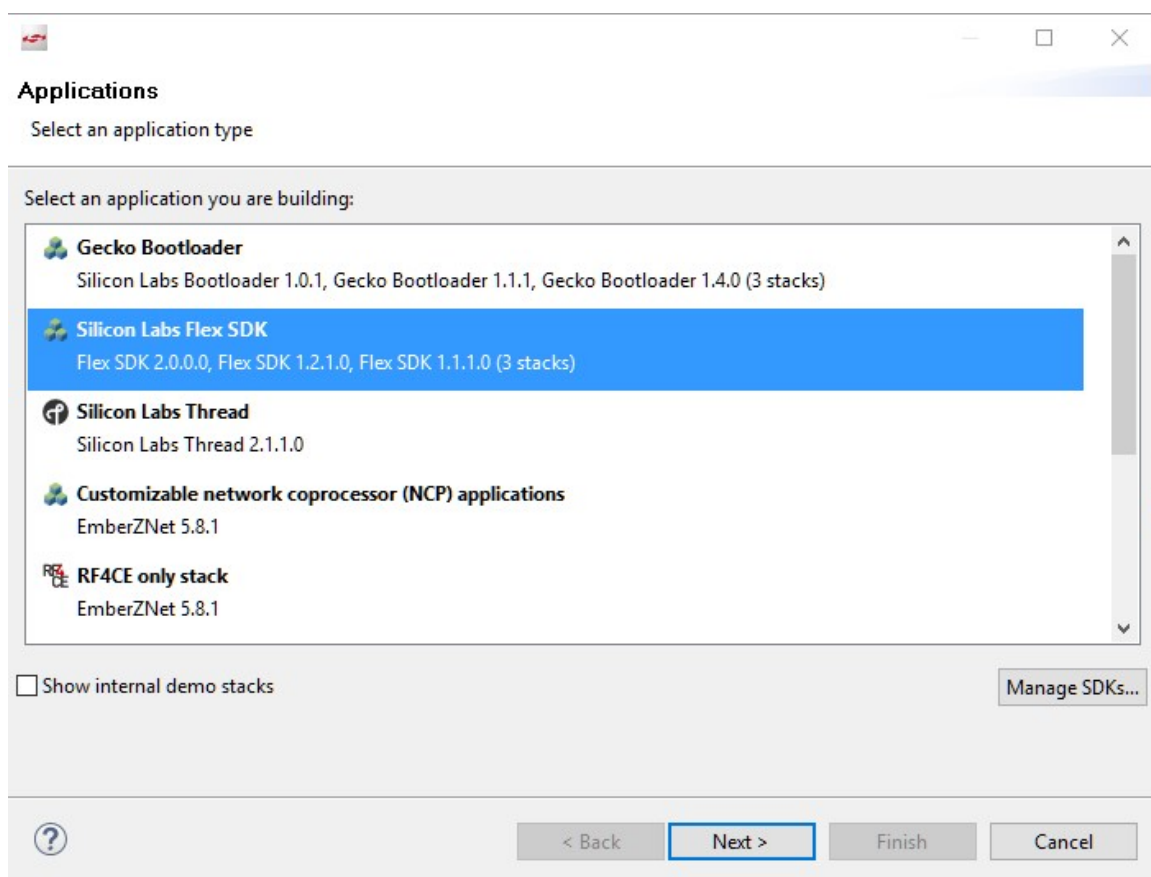 Applications
Select an application type
Select an application you are building:
Gecko Bootloader
Silicon Labs Bootloader 1.0.1, Gecko Bootloader 1.1.1, Gecko Bootloader 1.4.0 (3 stacks)
Silicon Labs Flex SDK
Flex SDK 2.0.0.0, Flex SDK 1.2.1.0, Flex SDK 1.1.1.0 (3 stacks)
Silicon Labs Thread
Silicon Labs Thread 2.1.1.0
Customizable network coprocessor (NCP) applications
EmberZNet 5.8.1
RF4CE only stack
EmberZNet 5.8.1
Show internal demo stacks
Manage SDKs...
? < Back Next > Finish Cancel